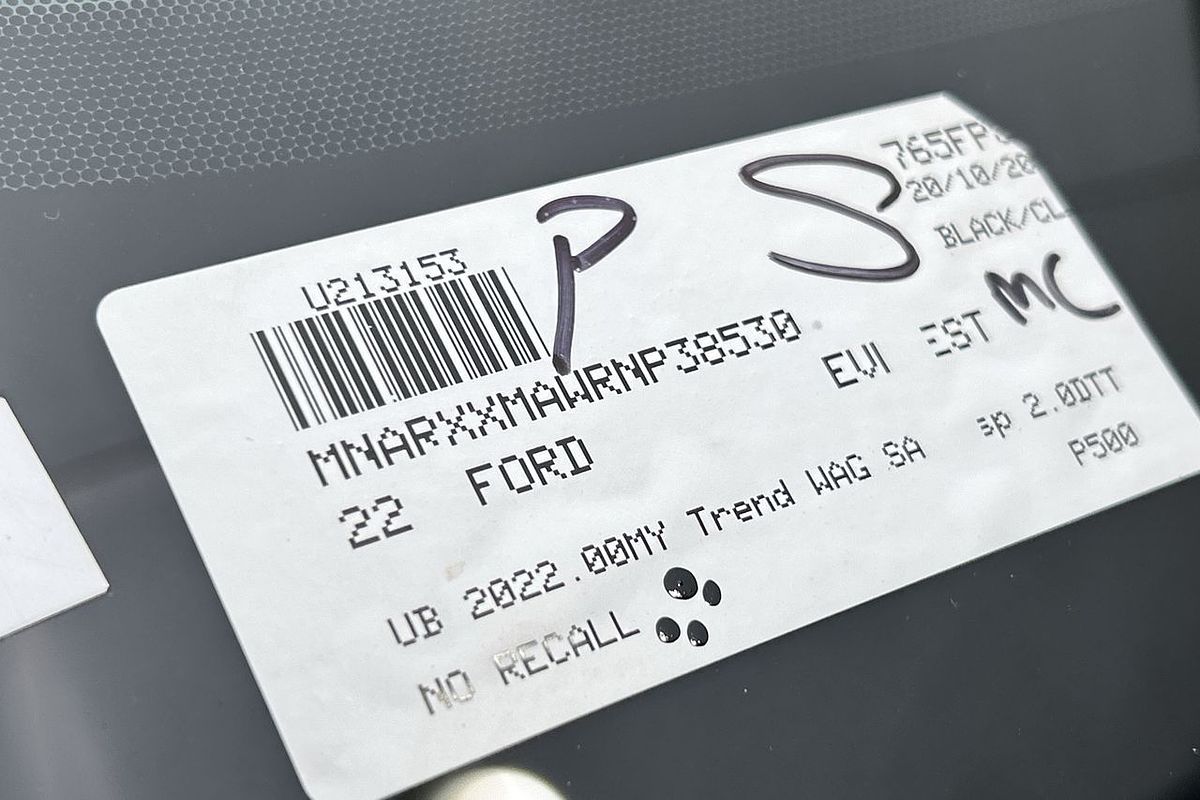 P S
765FP
U213153
20/10/20
BLACK/CL
MC
MNARXXMAWRNP38530
EVI EST
22 FORD
UB 2022.00MY Trend WAG SA sp 2.0DTT
NO RECALL
P500